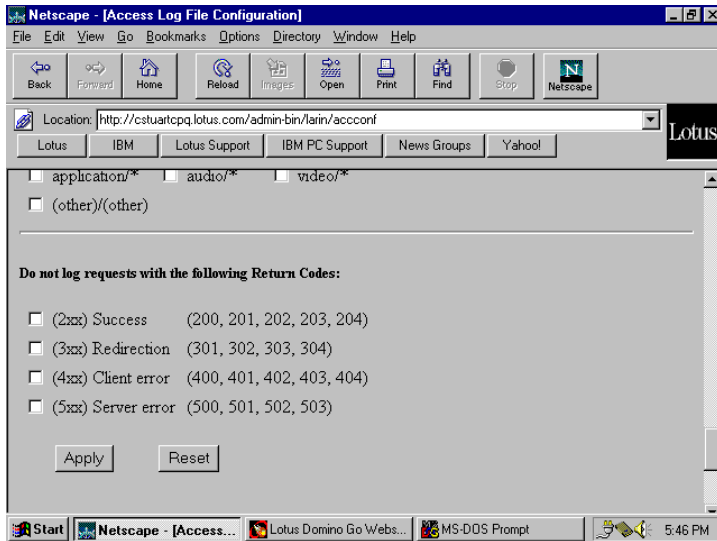 Netscape - [Access Log File Configuration]
File Edit View Go Bookmarks Options Directory Window Help
Back Forward Home Reload Images Open Print Find Stop Netscape
Location: http://cstuartcpq.lotus.com/admin-bin/larin/accconf
Lotus IBM Lotus Support IBM PC Support News Groups Yahoo!
Lotus
application/* audio/* video/*
(other)/(other)
Do not log requests with the following Return Codes:
(2xx) Success (200, 201, 202, 203, 204)
(3xx) Redirection (301, 302, 303, 304)
(4xx) Client error (400, 401, 402, 403, 404)
(5xx) Server error (500, 501, 502, 503)
Apply Reset
Start Netscape - [Access... Lotus Domino Go Webs... MS-DOS Prompt 5:46 PM